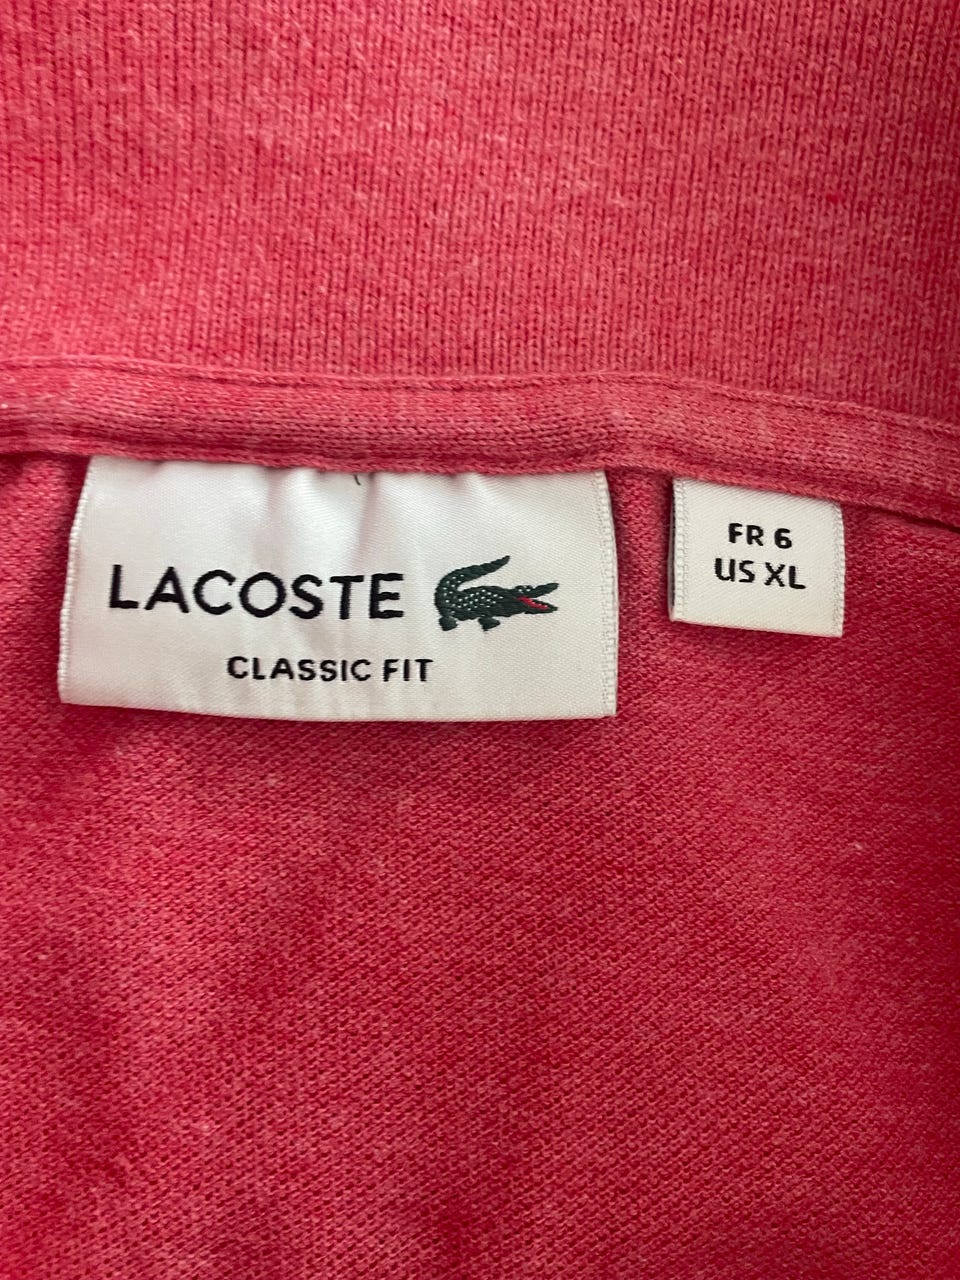 LACOSTE
CLASSIC FIT
FR 6
US XL